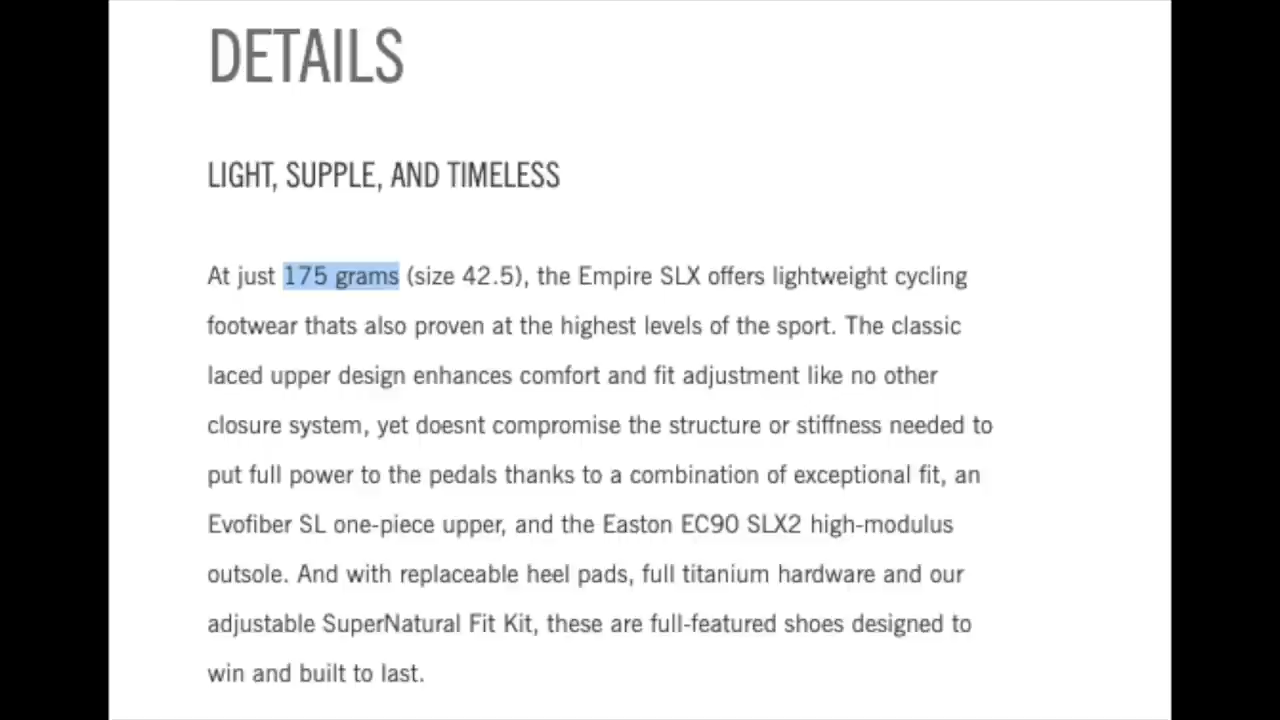 DETAILS
LIGHT, SUPPLE, AND TIMELESS
At just 175 grams (size 42.5), the Empire SLX offers lightweight cycling
footwear thats also proven at the highest levels of the sport. The classic
laced upper design enhances comfort and fit adjustment like no other
closure system, yet doesnt compromise the structure or stiffness needed to
put full power to the pedals thanks to a combination of exceptional fit, an
Evofiber SL one-piece upper, and the Easton EC90 SLX2 high-modulus
outsole. And with replaceable heel pads, full titanium hardware and our
adjustable SuperNatural Fit Kit, these are full-featured shoes designed to
win and built to last.